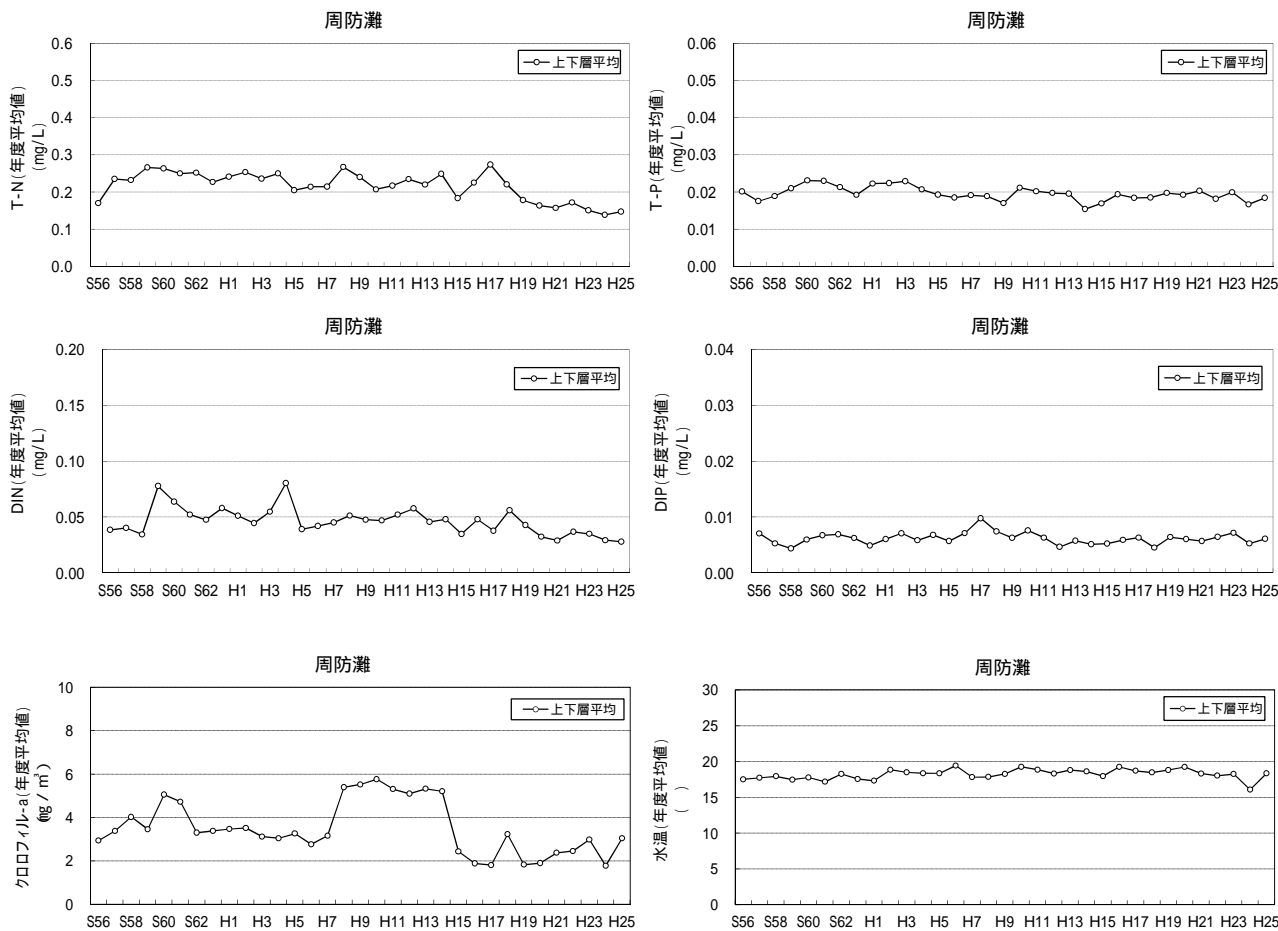 周防灘
上下層平均
T-N(年度平均値)
(mg/L)
0.6
0.5
0.4
0.3
0.2
0.1
0.0
S56 S58 S60 S62 H1 H3 H5 H7 H9 H11 H13 H15 H17 H19 H21 H23 H25
周防灘
上下層平均
T-P(年度平均値)
(mg/L)
0.06
0.05
0.04
0.03
0.02
0.01
0.00
S56 S58 S60 S62 H1 H3 H5 H7 H9 H11 H13 H15 H17 H19 H21 H23 H25
周防灘
上下層平均
DIN(年度平均値)
(mg/L)
0.20
0.15
0.10
0.05
0.00
S56 S58 S60 S62 H1 H3 H5 H7 H9 H11 H13 H15 H17 H19 H21 H23 H25
周防灘
上下層平均
DIP(年度平均値)
(mg/L)
0.04
0.03
0.02
0.01
0.00
S56 S58 S60 S62 H1 H3 H5 H7 H9 H11 H13 H15 H17 H19 H21 H23 H25
周防灘
上下層平均
クロロフィル-a(年度平均値)
(mg/㎥)
10
8
6
4
2
0
S56 S58 S60 S62 H1 H3 H5 H7 H9 H11 H13 H15 H17 H19 H21 H23 H25
周防灘
上下層平均
水温(年度平均値)
( )
30
25
20
15
10
5
0
S56 S58 S60 S62 H1 H3 H5 H7 H9 H11 H13 H15 H17 H19 H21 H23 H25